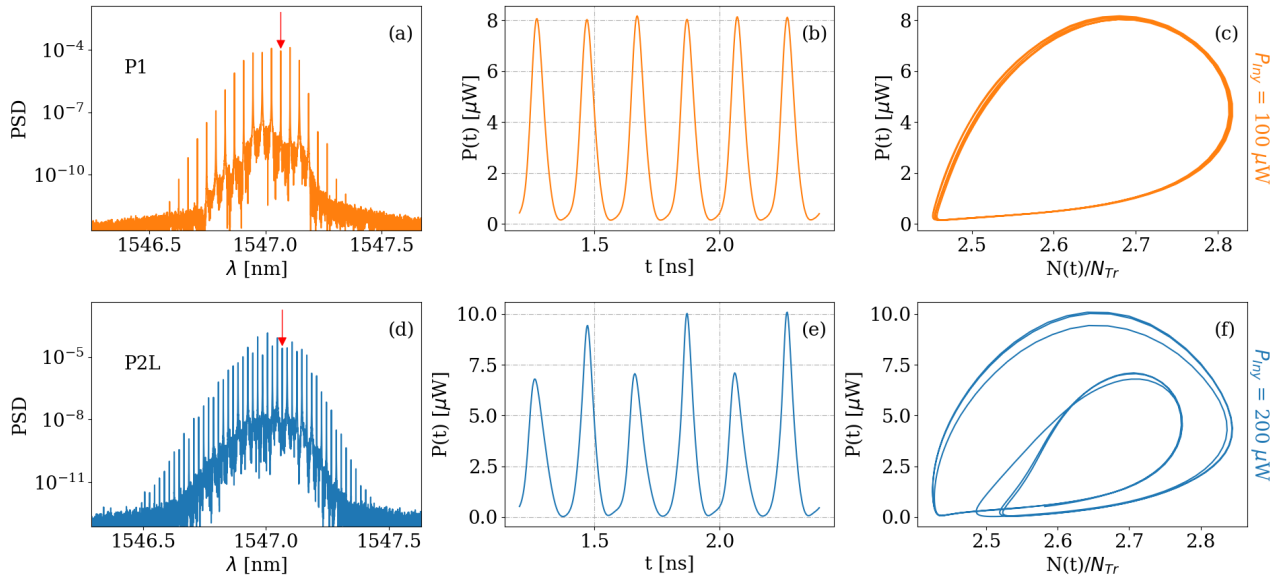 (a)
P1
10⁻⁴
10⁻⁷
10⁻¹⁰
PSD
1546.5 1547.0 1547.5
λ [nm]
(b)
8
6
4
2
0
P(t) [μW]
1.5 2.0
t [ns]
(c)
8
6
4
2
0
P(t) [μW]
2.5 2.6 2.7 2.8
N(t)/N_Tr
P_Iny = 100 μW
(d)
P2L
10⁻⁵
10⁻⁸
10⁻¹¹
PSD
1546.5 1547.0 1547.5
λ [nm]
(e)
10.0
7.5
5.0
2.5
0.0
P(t) [μW]
1.5 2.0
t [ns]
(f)
10.0
7.5
5.0
2.5
0.0
P(t) [μW]
2.5 2.6 2.7 2.8
N(t)/N_Tr
P_Iny = 200 μW